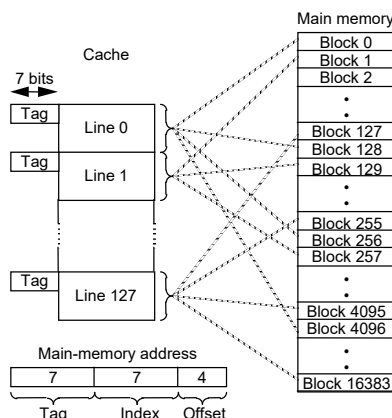 Main memory
Cache
7 bits
Tag
Line 0
Tag
Line 1
Tag
Line 127
Block 0
Block 1
Block 2
Block 127
Block 128
Block 129
Block 255
Block 256
Block 257
Block 4095
Block 4096
Block 16383
Main-memory address
7 7 4
Tag Index Offset